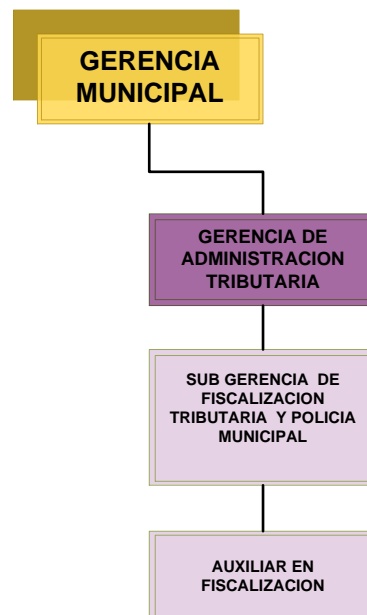 GERENCIA
MUNICIPAL
GERENCIA DE
ADMINISTRACION
TRIBUTARIA
SUB GERENCIA DE
FISCALIZACION
TRIBUTARIA Y POLICIA
MUNICIPAL
AUXILIAR EN
FISCALIZACION